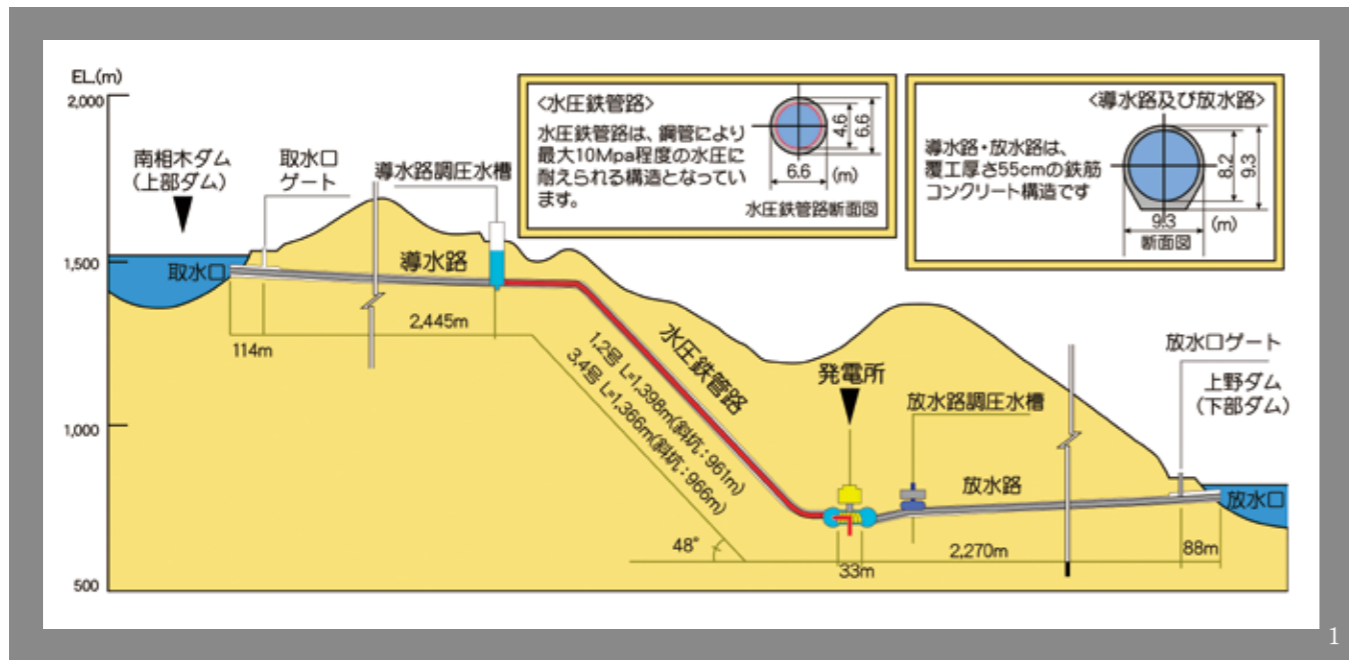 EL.(m)
2,000
1,500
1,000
500
南相木ダム
(上部ダム)
取水口
ゲート
導水路調圧水槽
<水圧鉄管路>
水圧鉄管路は、鋼管により
最大10Mpa程度の水圧に
耐えられる構造となってい
ます。
4.6
6.6
6.6
(m)
水圧鉄管路断面図
<導水路及び放水路>
導水路・放水路は、
覆工厚さ55cmの鉄筋
コンクリート構造です
8.2
9.3
9.3
(m)
断面図
取水口
導水路
114m
2,445m
水圧鉄管路
1,2号 L=1,398m(斜坑:961m)
3,4号 L=1,366m(斜坑:966m)
48°
発電所
放水路調圧水槽
放水路
33m
2,270m
88m
放水口ゲート
上野ダム
(下部ダム)
放水口
1